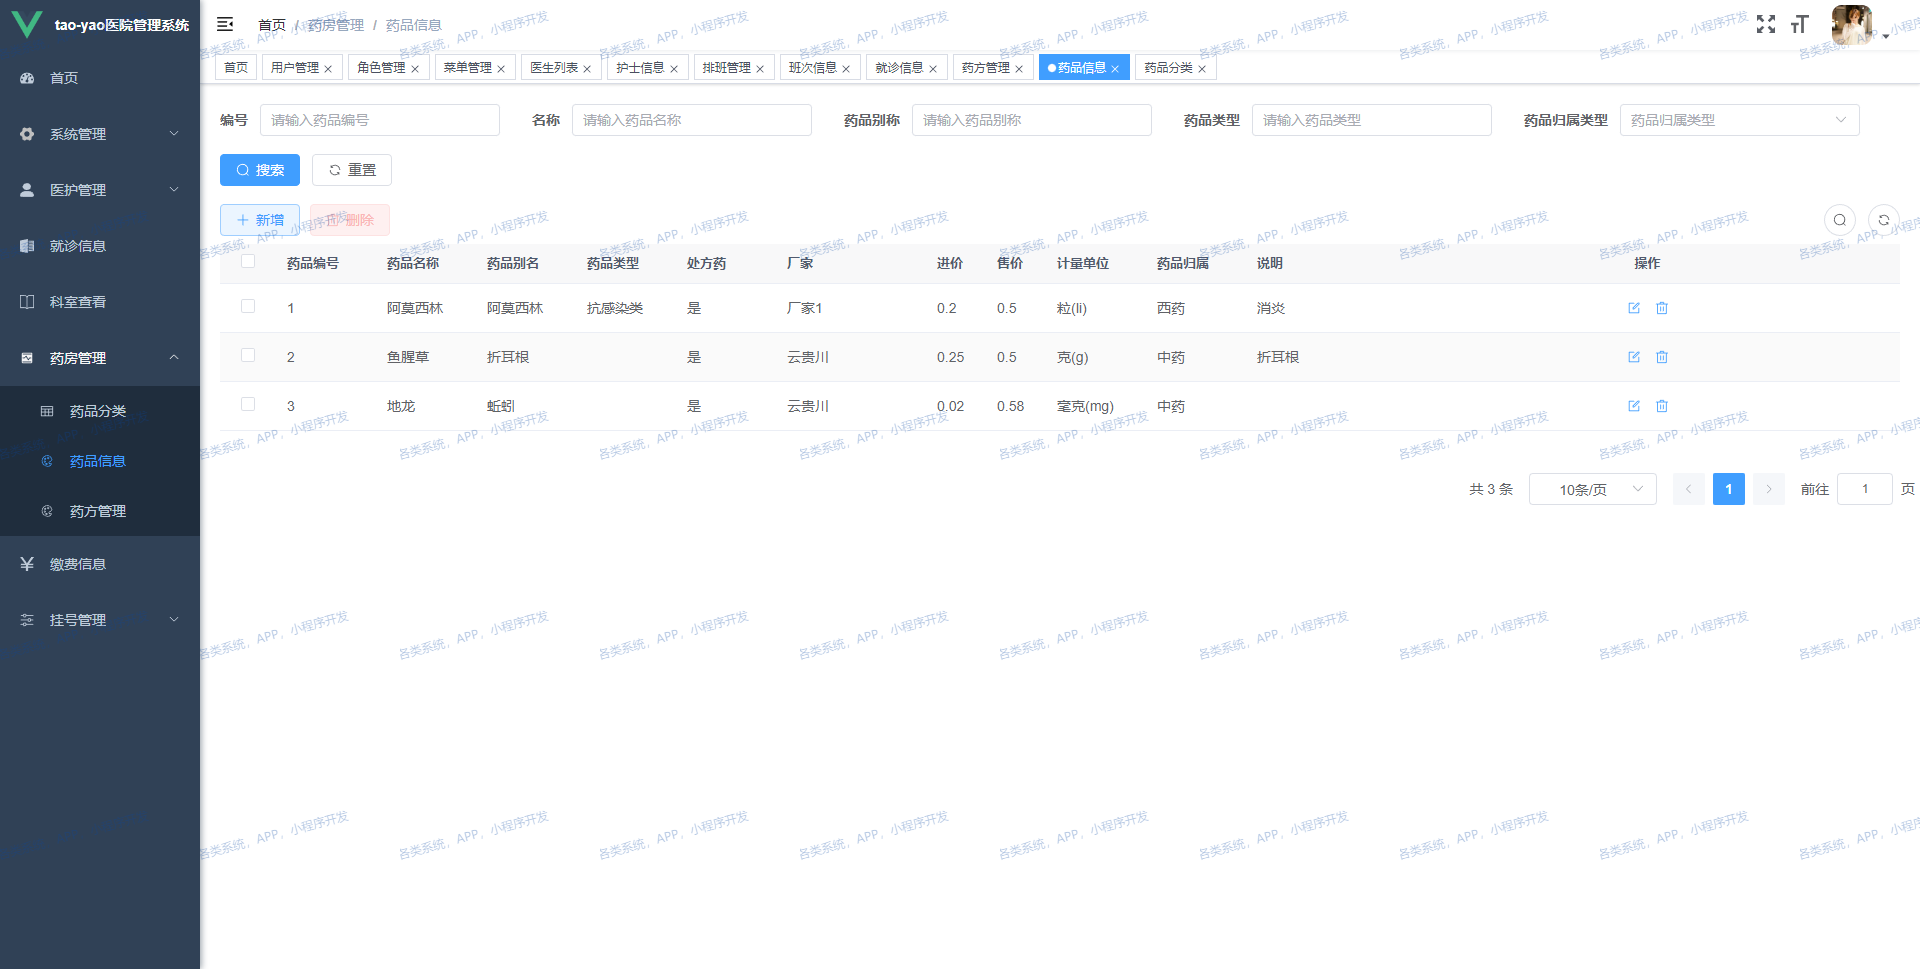 tao-yao医院管理系统
首页 / 药房管理 / 药品信息
首页 用户管理 角色管理 菜单管理 医生列表 护士信息 排班管理 班次信息 就诊信息 药方管理 药品信息 药品分类
首页
系统管理
医护管理
就诊信息
科室查看
药房管理
药品分类
药品信息
药方管理
缴费信息
挂号管理
编号 请输入药品编号 名称 请输入药品名称 药品别称 请输入药品别称 药品类型 请输入药品类型 药品归属类型 药品归属类型
搜索 重置
新增 删除
药品编号 药品名称 药品别名 药品类型 处方药 厂家 进价 售价 计量单位 药品归属 说明 操作
1 阿莫西林 阿莫西林 抗感染类 是 厂家1 0.2 0.5 粒(li) 西药 消炎
2 鱼腥草 折耳根 是 云贵川 0.25 0.5 克(g) 中药 折耳根
3 地龙 蚯蚓 是 云贵川 0.02 0.58 毫克(mg) 中药
共 3 条 10条/页 1 前往 1 页
各类系统，APP，小程序开发